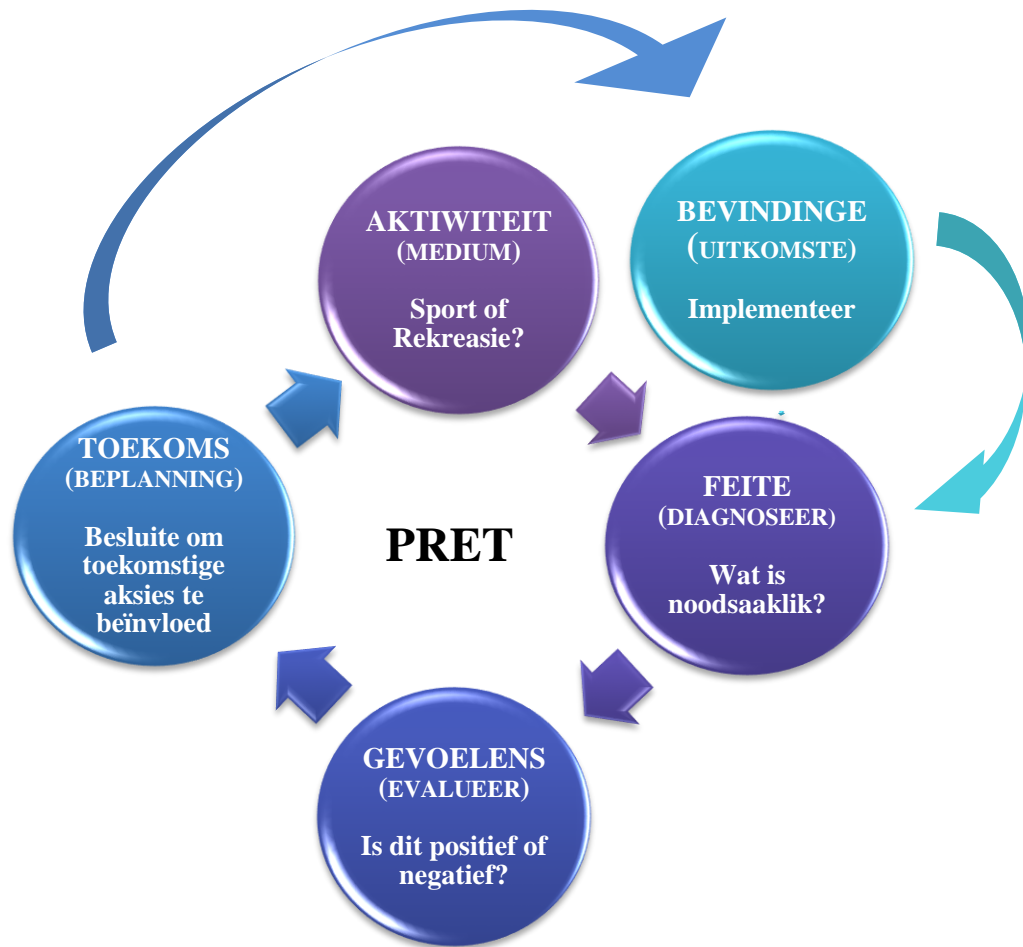 AKTIWITEIT
(MEDIUM)
Sport of
Rekreasie?
BEVINDINGE
(UITKOMSTE)
Implementeer
FEITE
(DIAGNOSEER)
Wat is
noodsaaklik?
GEVOELENS
(EVALUEER)
Is dit positief of
negatief?
TOEKOMS
(BEPLANNING)
Besluite om
toekomstige
aksies te
beïnvloed
PRET